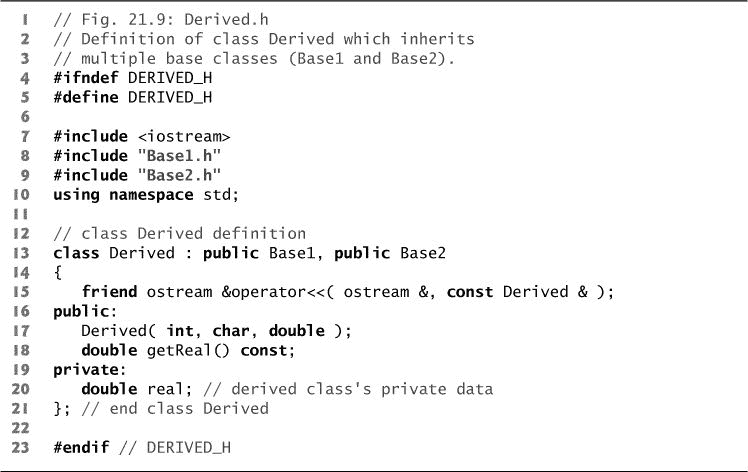 1 // Fig. 21.9: Derived.h
2 // Definition of class Derived which inherits
3 // multiple base classes (Base1 and Base2).
4 #ifndef DERIVED_H
5 #define DERIVED_H
6
7 #include <iostream>
8 #include "Base1.h"
9 #include "Base2.h"
10 using namespace std;
11
12 // class Derived definition
13 class Derived : public Base1, public Base2
14 {
15    friend ostream &operator<<( ostream &, const Derived & );
16 public:
17    Derived( int, char, double );
18    double getReal() const;
19 private:
20    double real; // derived class's private data
21 }; // end class Derived
22
23 #endif // DERIVED_H